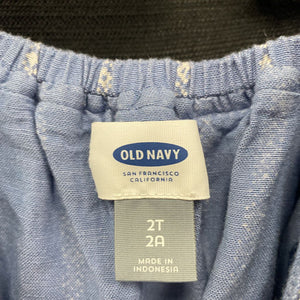 OLD NAVY
SAN FRANCISCO
CALIFORNIA
2T
2A
MADE IN
INDONESIA